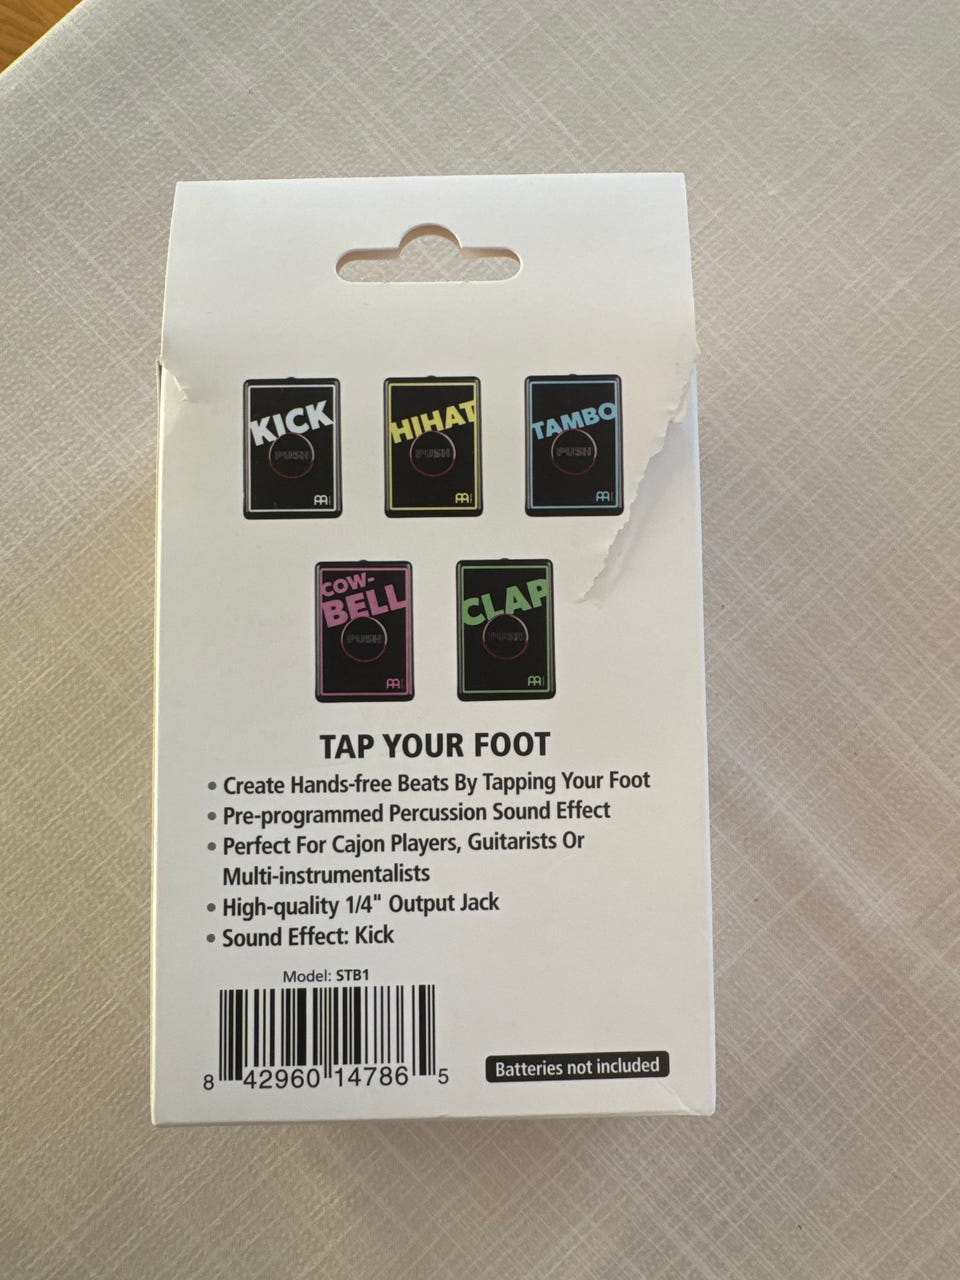 KICK
PUSH
HIHAT
PUSH
TAMBO
PUSH
COW-
BELL
PUSH
CLAP
PUSH
TAP YOUR FOOT
• Create Hands-free Beats By Tapping Your Foot
• Pre-programmed Percussion Sound Effect
• Perfect For Cajon Players, Guitarists Or
Multi-instrumentalists
• High-quality 1/4" Output Jack
• Sound Effect: Kick
Model: STB1
8 42960 14786 5
Batteries not included